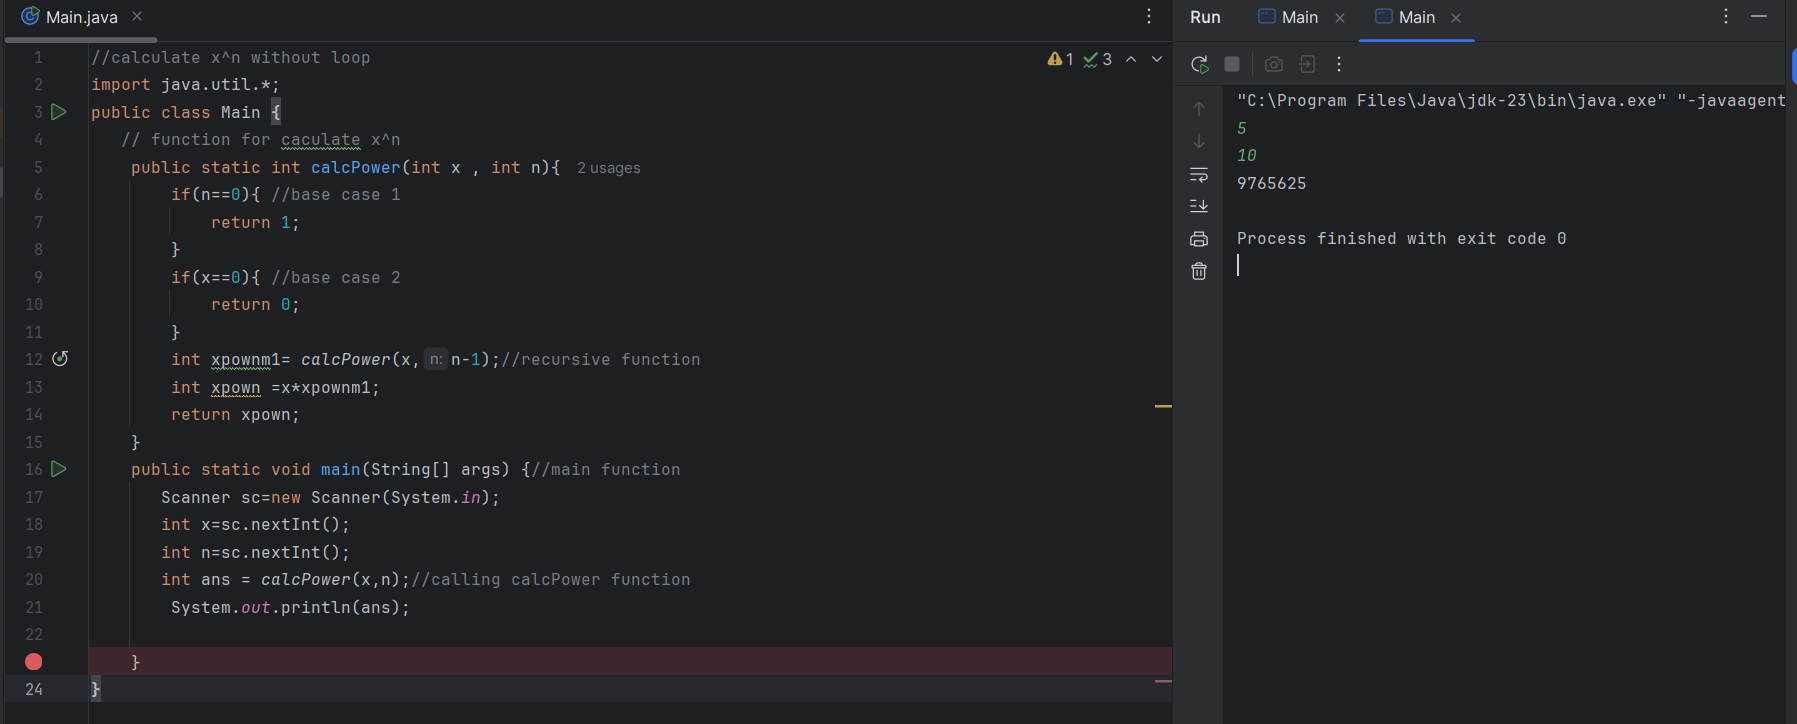 Main.java
1 3
1 //calculate x^n without loop
2 import java.util.*;
3 public class Main {
4 // function for caculate x^n
5 public static int calcPower(int x , int n){ 2 usages
6 if(n==0){ //base case 1
7 return 1;
8 }
9 if(x==0){ //base case 2
10 return 0;
11 }
12 int xpownm1= calcPower(x, n: n-1);//recursive function
13 int xpown =x*xpownm1;
14 return xpown;
15 }
16 public static void main(String[] args) {//main function
17 Scanner sc=new Scanner(System.in);
18 int x=sc.nextInt();
19 int n=sc.nextInt();
20 int ans = calcPower(x,n);//calling calcPower function
21 System.out.println(ans);
22
}
24 }
Run Main Main
"C:\Program Files\Java\jdk-23\bin\java.exe" "-javaagent
5
10
9765625
Process finished with exit code 0